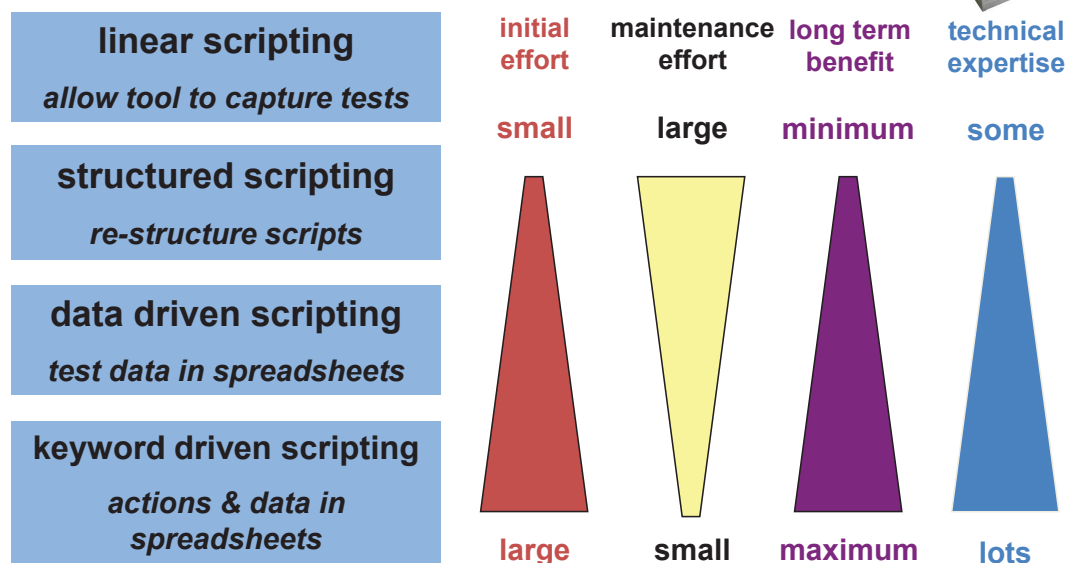 linear scripting
allow tool to capture tests
structured scripting
re-structure scripts
data driven scripting
test data in spreadsheets
keyword driven scripting
actions & data in
spreadsheets
initial
effort
small
large
maintenance
effort
large
small
long term
benefit
minimum
maximum
technical
expertise
some
lots